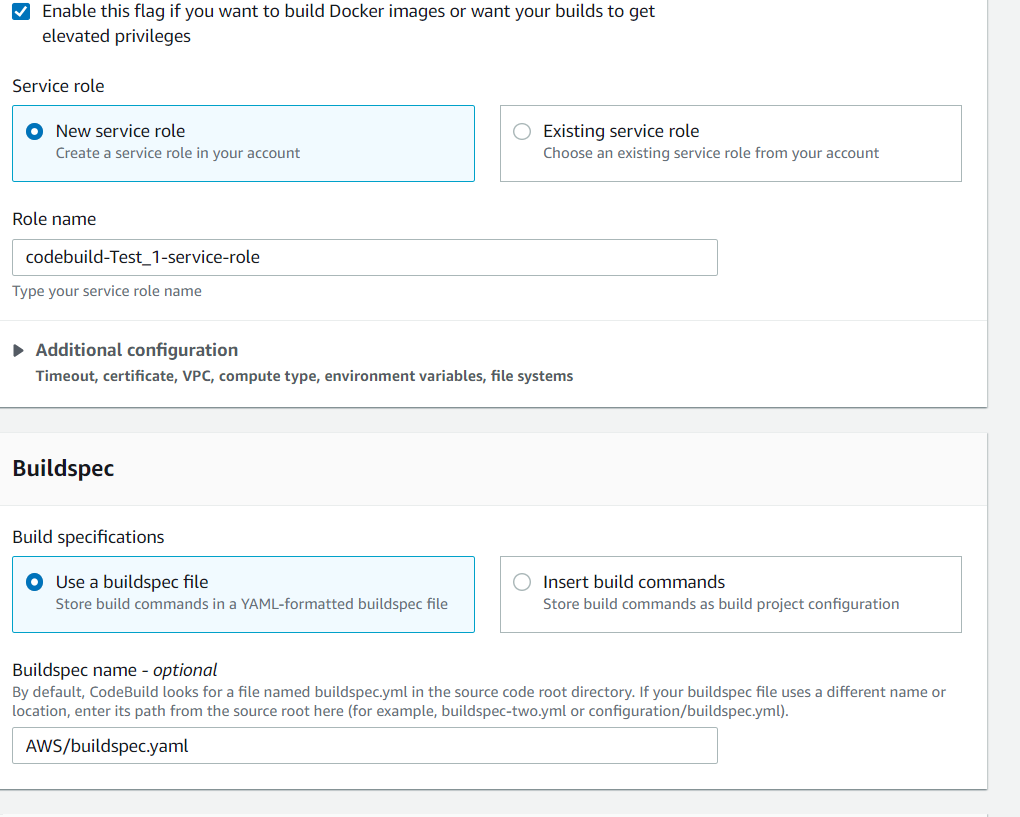 Enable this flag if you want to build Docker images or want your builds to get
elevated privileges
Service role
New service role
Create a service role in your account
Existing service role
Choose an existing service role from your account
Role name
codebuild-Test_1-service-role
Type your service role name
Additional configuration
Timeout, certificate, VPC, compute type, environment variables, file systems
Buildspec
Build specifications
Use a buildspec file
Store build commands in a YAML-formatted buildspec file
Insert build commands
Store build commands as build project configuration
Buildspec name - optional
By default, CodeBuild looks for a file named buildspec.yml in the source code root directory. If your buildspec file uses a different name or
location, enter its path from the source root here (for example, buildspec-two.yml or configuration/buildspec.yml).
AWS/buildspec.yaml